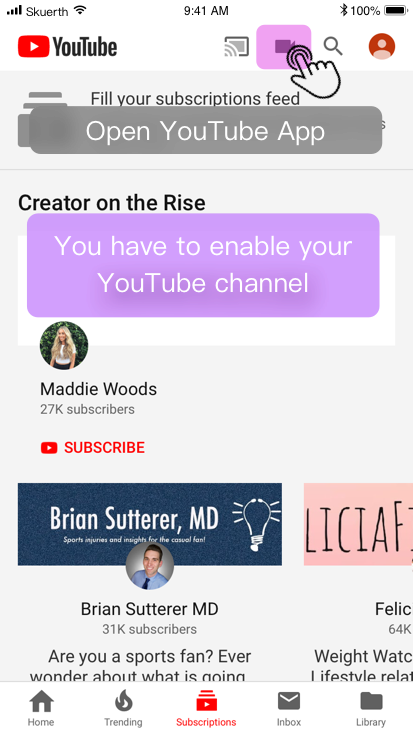 Skuerth
9:41 AM
100%
YouTube
Fill your subscriptions feed
Open YouTube App
s
Creator on the Rise
You have to enable your
YouTube channel
Maddie Woods
27K subscribers
SUBSCRIBE
Brian Sutterer, MD
Sports injuries and insights for the casual fan!
LICIAF
Brian Sutterer MD
31K subscribers
Felic
64K
Are you a sports fan? Ever
wonder about what is going
Weight Watc
Lifestyle relat
Home
Trending
Subscriptions
Inbox
Library